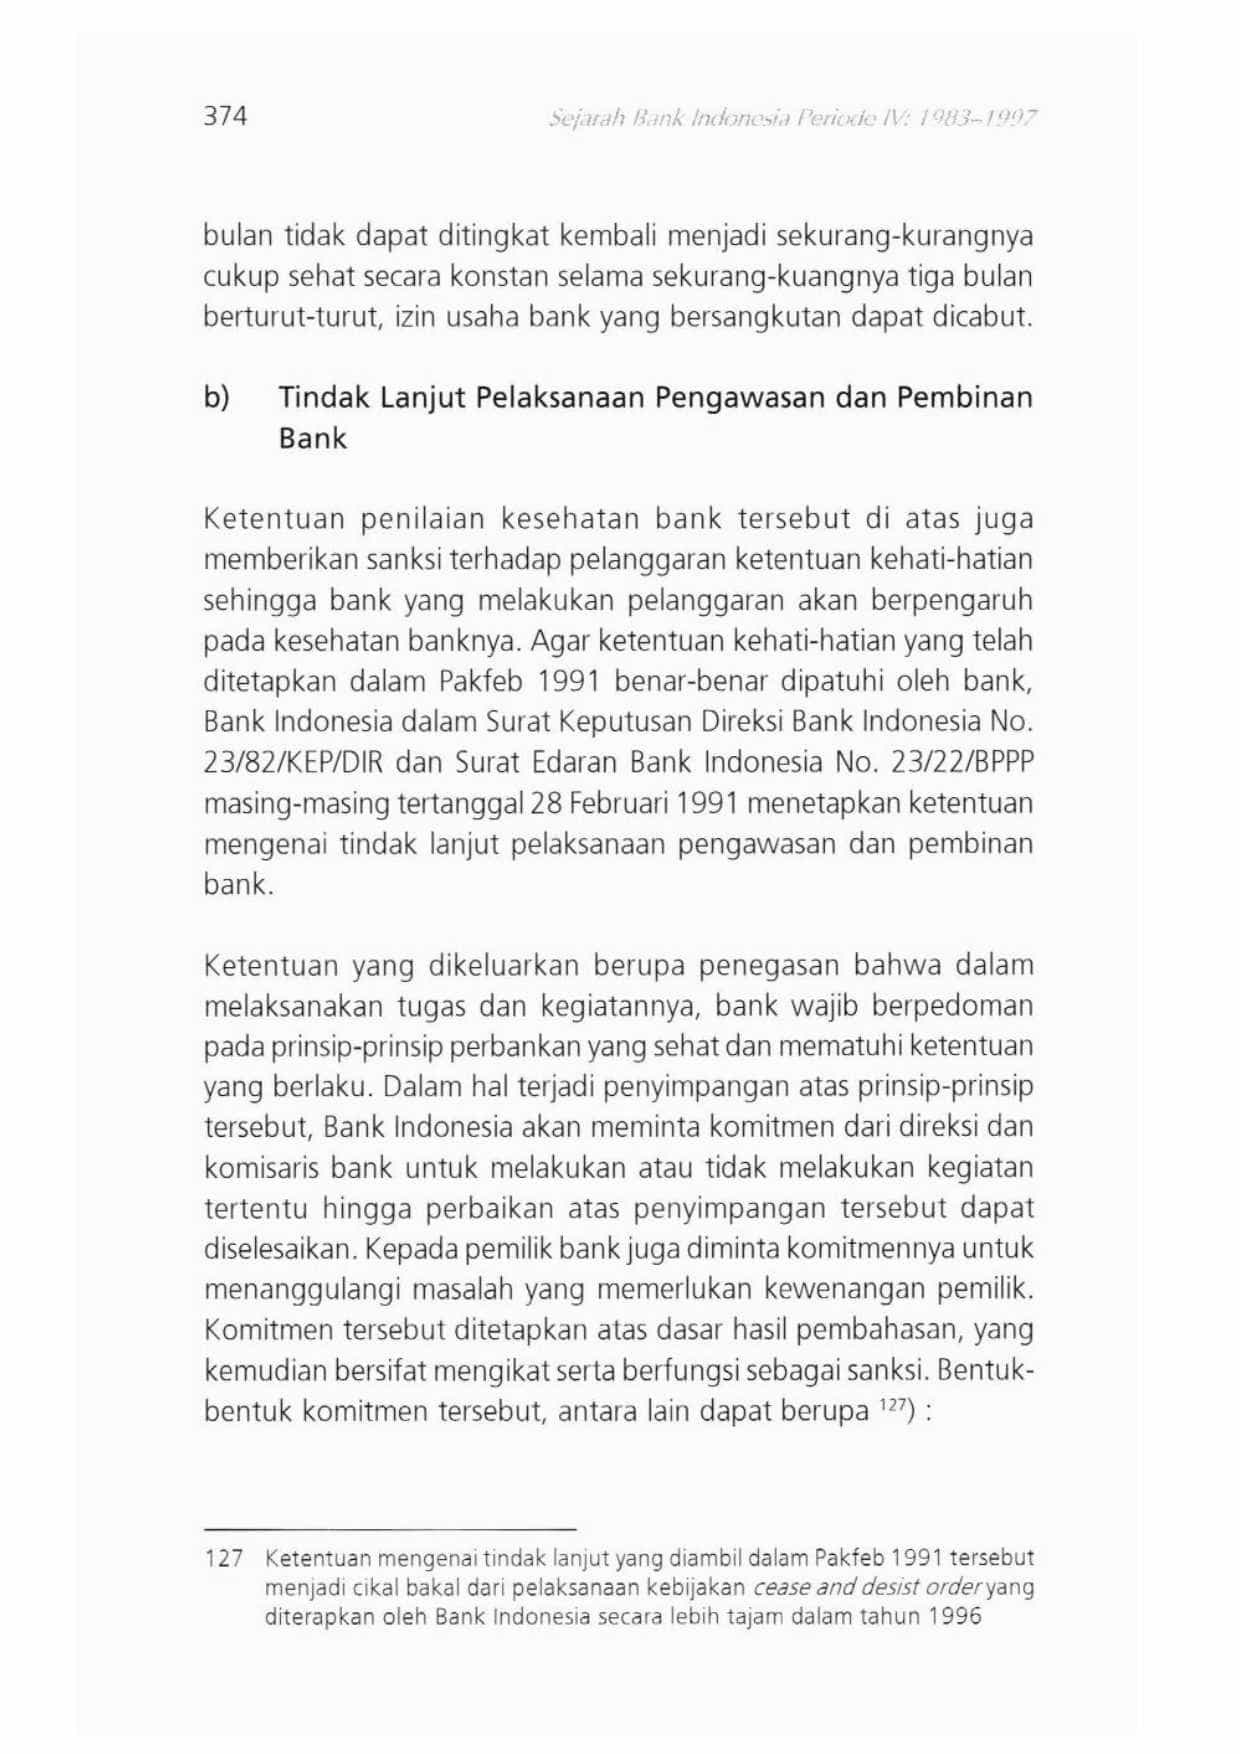 374
Sejarah Bank Indonesia Periode IV: 1983–1997
bulan tidak dapat ditingkat kembali menjadi sekurang-kurangnya
cukup sehat secara konstan selama sekurang-kuangnya tiga bulan
berturut-turut, izin usaha bank yang bersangkutan dapat dicabut.
b) Tindak Lanjut Pelaksanaan Pengawasan dan Pembinan
Bank
Ketentuan penilaian kesehatan bank tersebut di atas juga
memberikan sanksi terhadap pelanggaran ketentuan kehati-hatian
sehingga bank yang melakukan pelanggaran akan berpengaruh
pada kesehatan banknya. Agar ketentuan kehati-hatian yang telah
ditetapkan dalam Pakfeb 1991 benar-benar dipatuhi oleh bank,
Bank Indonesia dalam Surat Keputusan Direksi Bank Indonesia No.
23/82/KEP/DIR dan Surat Edaran Bank Indonesia No. 23/22/BPPP
masing-masing tertanggal 28 Februari 1991 menetapkan ketentuan
mengenai tindak lanjut pelaksanaan pengawasan dan pembinan
bank.
Ketentuan yang dikeluarkan berupa penegasan bahwa dalam
melaksanakan tugas dan kegiatannya, bank wajib berpedoman
pada prinsip-prinsip perbankan yang sehat dan mematuhi ketentuan
yang berlaku. Dalam hal terjadi penyimpangan atas prinsip-prinsip
tersebut, Bank Indonesia akan meminta komitmen dari direksi dan
komisaris bank untuk melakukan atau tidak melakukan kegiatan
tertentu hingga perbaikan atas penyimpangan tersebut dapat
diselesaikan. Kepada pemilik bank juga diminta komitmennya untuk
menanggulangi masalah yang memerlukan kewenangan pemilik.
Komitmen tersebut ditetapkan atas dasar hasil pembahasan, yang
kemudian bersifat mengikat serta berfungsi sebagai sanksi. Bentuk-
bentuk komitmen tersebut, antara lain dapat berupa ¹²⁷) :
127 Ketentuan mengenai tindak lanjut yang diambil dalam Pakfeb 1991 tersebut
menjadi cikal bakal dari pelaksanaan kebijakan cease and desist order yang
diterapkan oleh Bank Indonesia secara lebih tajam dalam tahun 1996